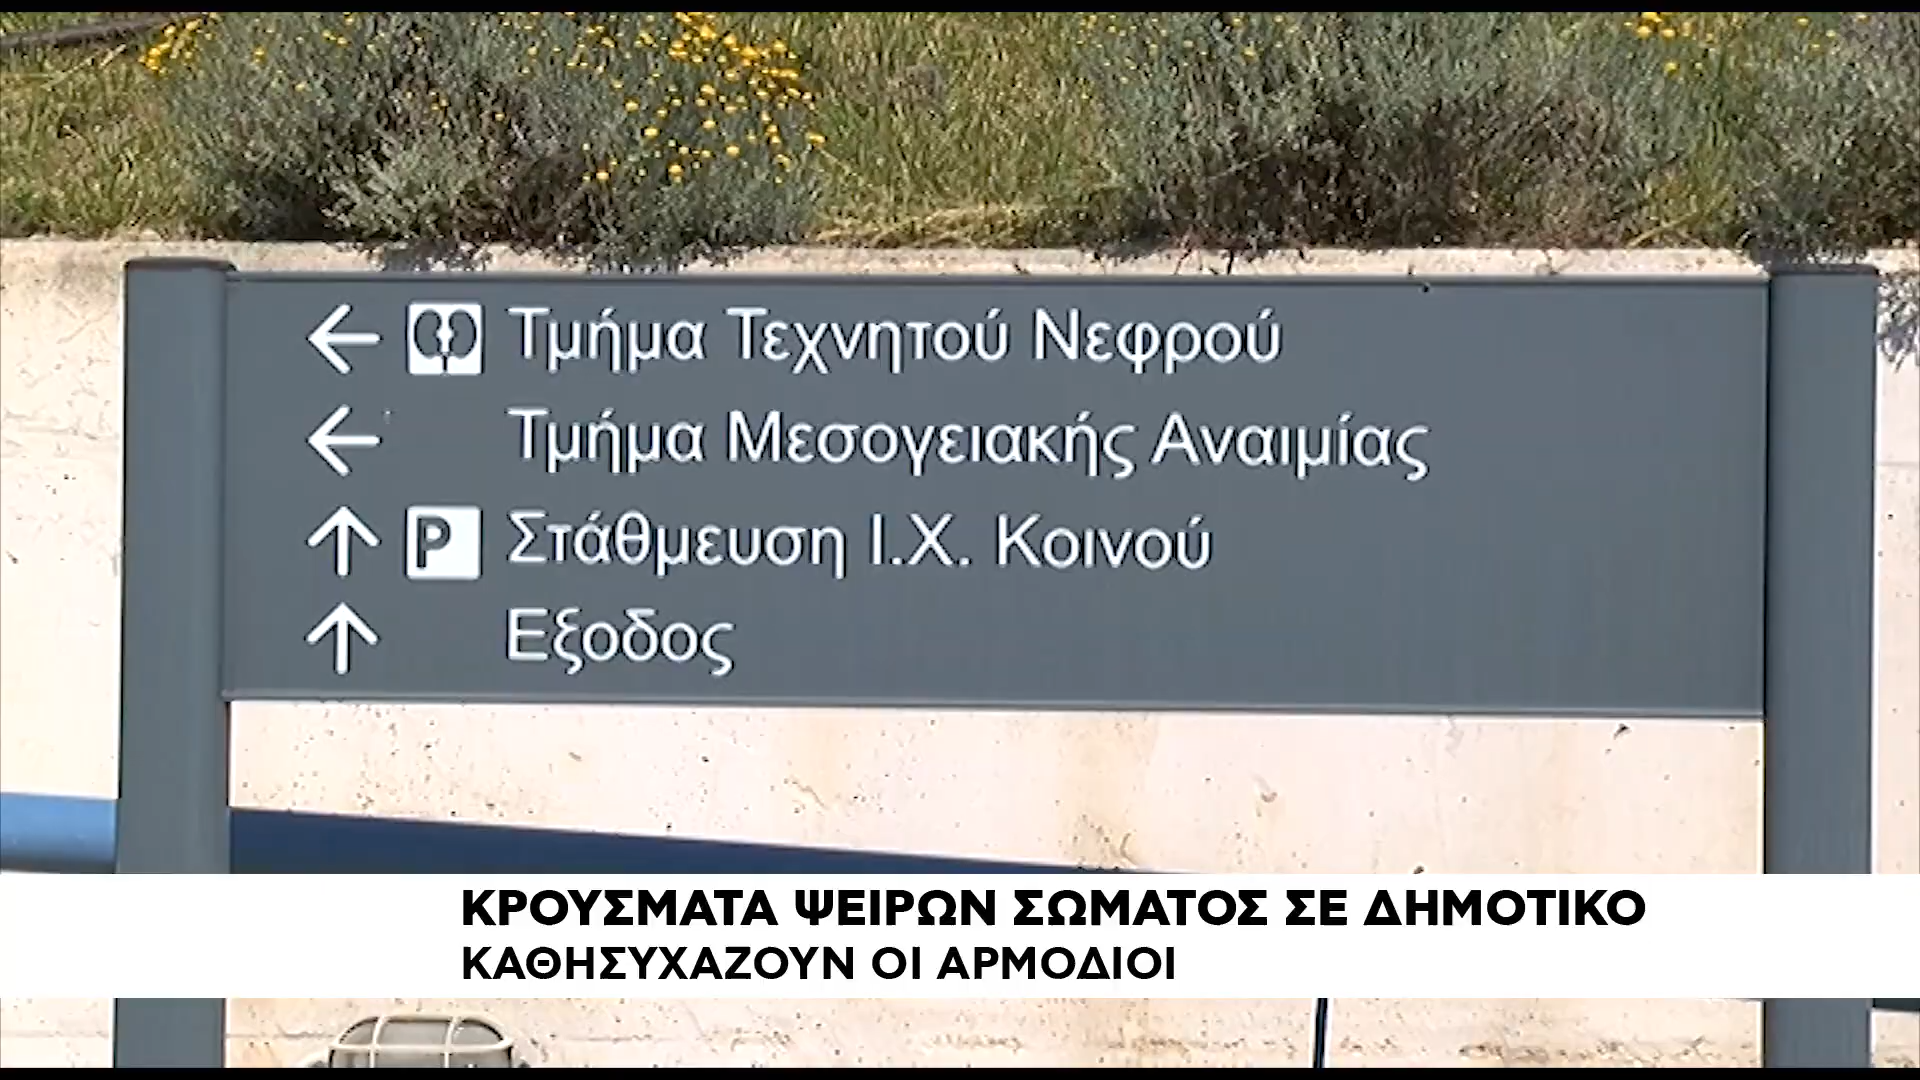 Τμήμα Τεχνητού Νεφρού
Τμήμα Μεσογειακής Αναιμίας
P Στάθμευση Ι.Χ. Κοινού
Εξοδος
ΚΡΟΥΣΜΑΤΑ ΨΕΙΡΩΝ ΣΩΜΑΤΟΣ ΣΕ ΔΗΜΟΤΙΚΟ
ΚΑΘΗΣΥΧΑΖΟΥΝ ΟΙ ΑΡΜΟΔΙΟΙ